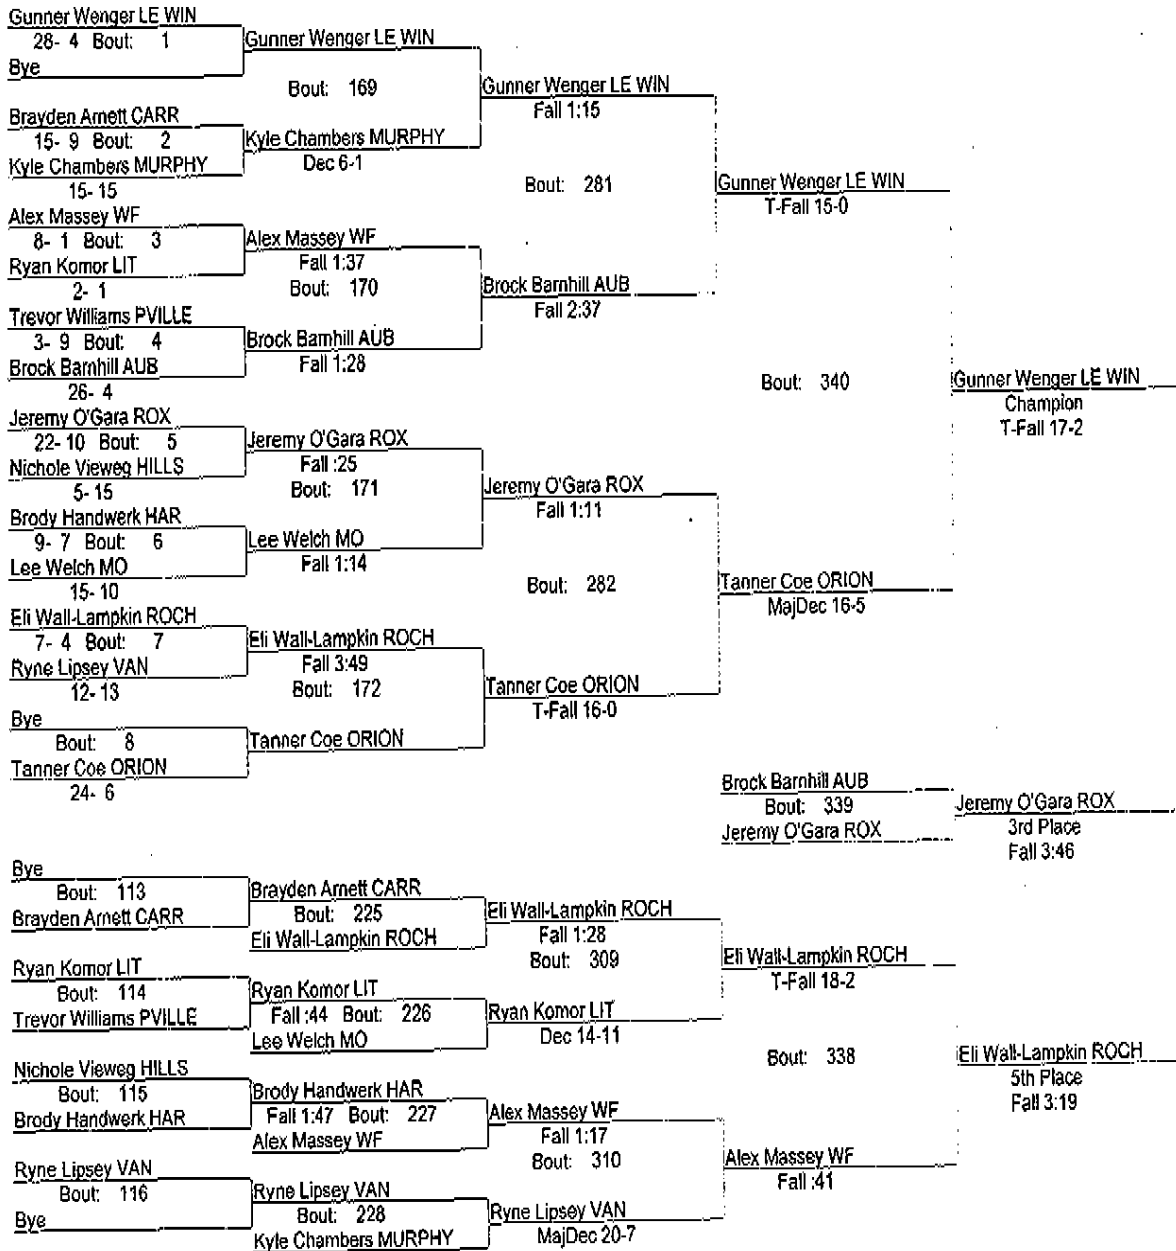 Gunner Wenger LE WIN
28- 4 Bout: 1
Bye
Brayden Arnett CARR
15- 9 Bout: 2
Kyle Chambers MURPHY
15- 15
Alex Massey WF
8- 1 Bout: 3
Ryan Komor LIT
2- 1
Trevor Williams PVILLE
3- 9 Bout: 4
Brock Barnhill AUB
26- 4
Jeremy O'Gara ROX
22- 10 Bout: 5
Nichole Vieweg HILLS
5- 15
Brody Handwerk HAR
9- 7 Bout: 6
Lee Welch MO
15- 10
Eli Wall-Lampkin ROCH
7- 4 Bout: 7
Ryne Lipsey VAN
12- 13
Bye
Bout: 8
Tanner Coe ORION
24- 6
Gunner Wenger LE WIN
Bout: 169
Kyle Chambers MURPHY
Dec 6-1
Alex Massey WF
Fall 1:37
Bout: 170
Brock Barnhill AUB
Fall 1:28
Jeremy O'Gara ROX
Fall :25
Bout: 171
Lee Welch MO
Fall 1:14
Eli Wall-Lampkin ROCH
Fall 3:49
Bout: 172
Tanner Coe ORION
Gunner Wenger LE WIN
Fall 1:15
Bout: 281
Brock Barnhill AUB
Fall 2:37
Jeremy O'Gara ROX
Fall 1:11
Bout: 282
Tanner Coe ORION
T-Fall 16-0
Gunner Wenger LE WIN
T-Fall 15-0
Bout: 340
Tanner Coe ORION
MajDec 16-5
Gunner Wenger LE WIN
Champion
T-Fall 17-2
Brock Barnhill AUB
Bout: 339
Jeremy O'Gara ROX
Jeremy O'Gara ROX
3rd Place
Fall 3:46
Bye
Bout: 113
Brayden Arnett CARR
Ryan Komor LIT
Bout: 114
Trevor Williams PVILLE
Nichole Vieweg HILLS
Bout: 115
Brody Handwerk HAR
Ryne Lipsey VAN
Bout: 116
Bye
Brayden Arnett CARR
Bout: 225
Eli Wall-Lampkin ROCH
Ryan Komor LIT
Fall :44 Bout: 226
Lee Welch MO
Brody Handwerk HAR
Fall 1:47 Bout: 227
Alex Massey WF
Ryne Lipsey VAN
Bout: 228
Kyle Chambers MURPHY
Eli Wall-Lampkin ROCH
Fall 1:28
Bout: 309
Ryan Komor LIT
Dec 14-11
Alex Massey WF
Fall 1:17
Bout: 310
Ryne Lipsey VAN
MajDec 20-7
Eli Wall-Lampkin ROCH
T-Fall 18-2
Bout: 338
Alex Massey WF
Fall :41
Eli Wall-Lampkin ROCH
5th Place
Fall 3:19